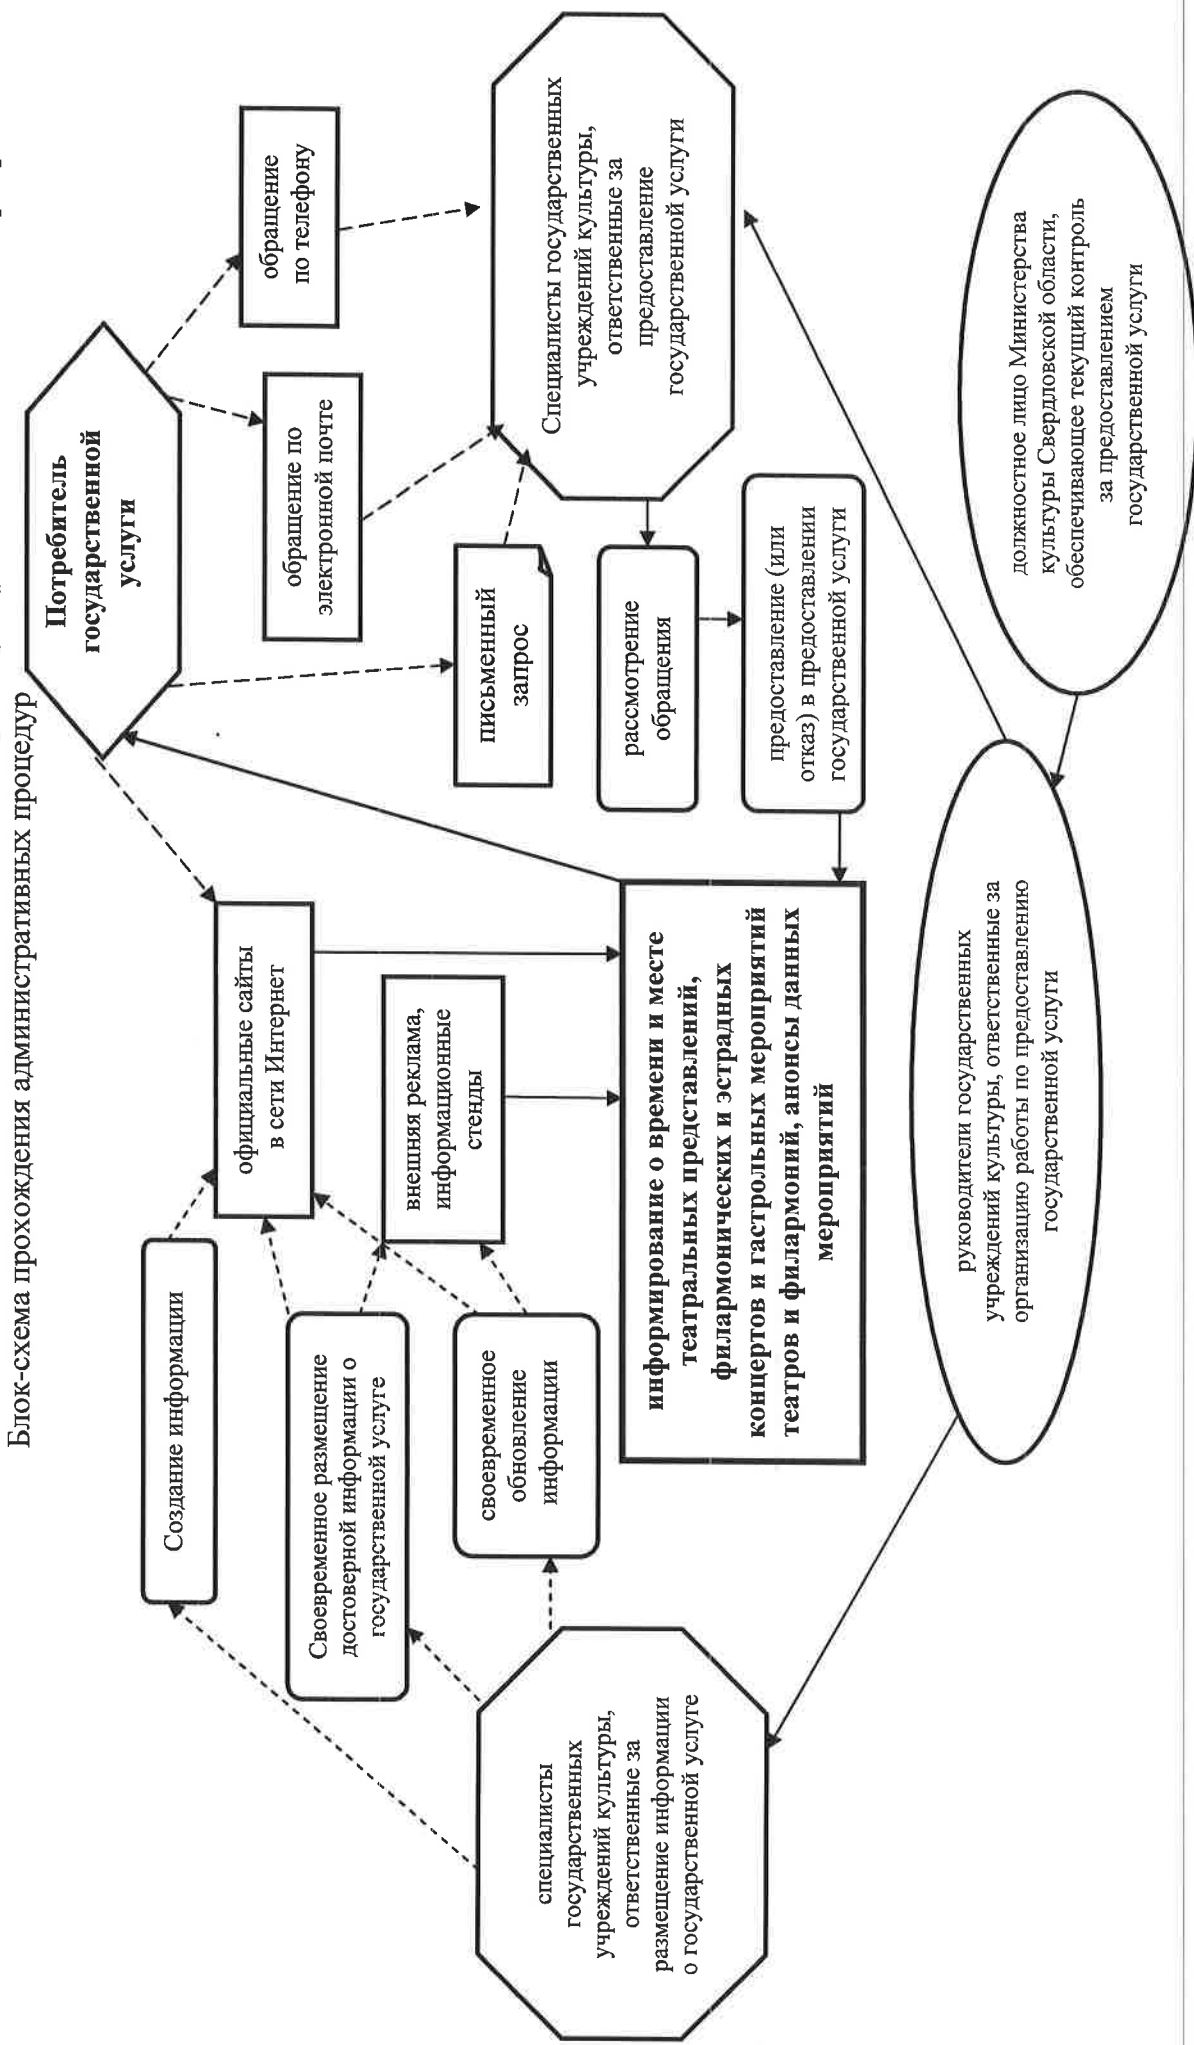 Блок-схема прохождения административных процедур
Потребитель
государственной
услуги
обращение
по телефону
обращение по
электронной почте
письменный
запрос
официальные сайты
в сети Интернет
внешняя реклама,
информационные
стенды
Создание информации
Своевременное размещение
достоверной информации о
государственной услуге
своевременное
обновление
информации
специалисты
государственных
учреждений культуры,
ответственные за
размещение информации
о государственной услуге
Специалисты государственных
учреждений культуры,
ответственные за
предоставление
государственной услуги
рассмотрение
обращения
предоставление (или
отказ) в предоставлении
государственной услуги
информирование о времени и месте
театральных представлений,
филармонических и эстрадных
концертов и гастрольных мероприятий
театров и филармоний, анонсы данных
мероприятий
руководители государственных
учреждений культуры, ответственные за
организацию работы по предоставлению
государственной услуги
должностное лицо Министерства
культуры Свердловской области,
обеспечивающее текущий контроль
за предоставлением
государственной услуги